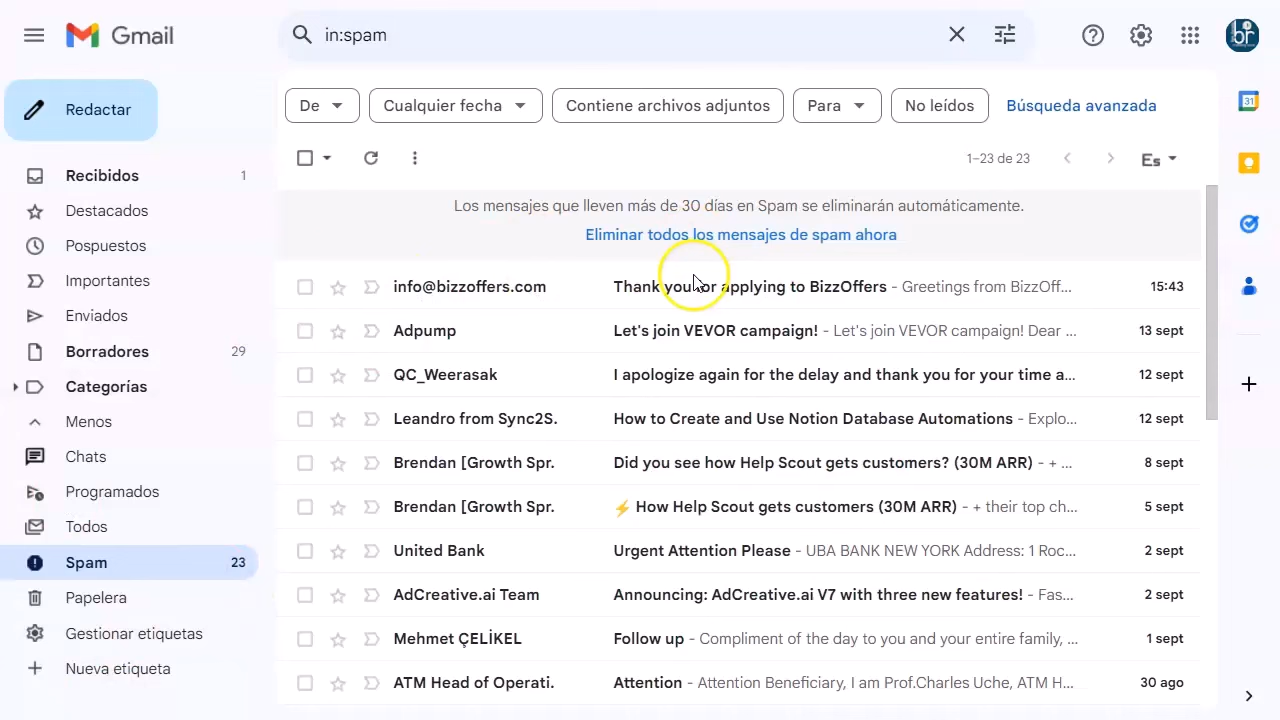 Gmail
in:spam
Redactar
De
Cualquier fecha
Contiene archivos adjuntos
Para
No leídos
Búsqueda avanzada
1–23 de 23
Es
Recibidos 1
Destacados
Pospuestos
Importantes
Enviados
Borradores 29
Categorías
Menos
Chats
Programados
Todos
Spam 23
Papelera
Gestionar etiquetas
Nueva etiqueta
Los mensajes que lleven más de 30 días en Spam se eliminarán automáticamente.
Eliminar todos los mensajes de spam ahora
info@bizzoffers.com Thank you for applying to BizzOffers - Greetings from BizzOff... 15:43
Adpump Let's join VEVOR campaign! - Let's join VEVOR campaign! Dear ... 13 sept
QC_Weerasak I apologize again for the delay and thank you for your time a... 12 sept
Leandro from Sync2S. How to Create and Use Notion Database Automations - Explo... 12 sept
Brendan [Growth Spr. Did you see how Help Scout gets customers? (30M ARR) - + ... 8 sept
Brendan [Growth Spr. ⚡ How Help Scout gets customers (30M ARR) - + their top ch... 5 sept
United Bank Urgent Attention Please - UBA BANK NEW YORK Address: 1 Roc... 2 sept
AdCreative.ai Team Announcing: AdCreative.ai V7 with three new features! - Fas... 2 sept
Mehmet ÇELİKEL Follow up - Compliment of the day to you and your entire family, ... 1 sept
ATM Head of Operati. Attention - Attention Beneficiary, I am Prof.Charles Uche, ATM H... 30 ago
31
br